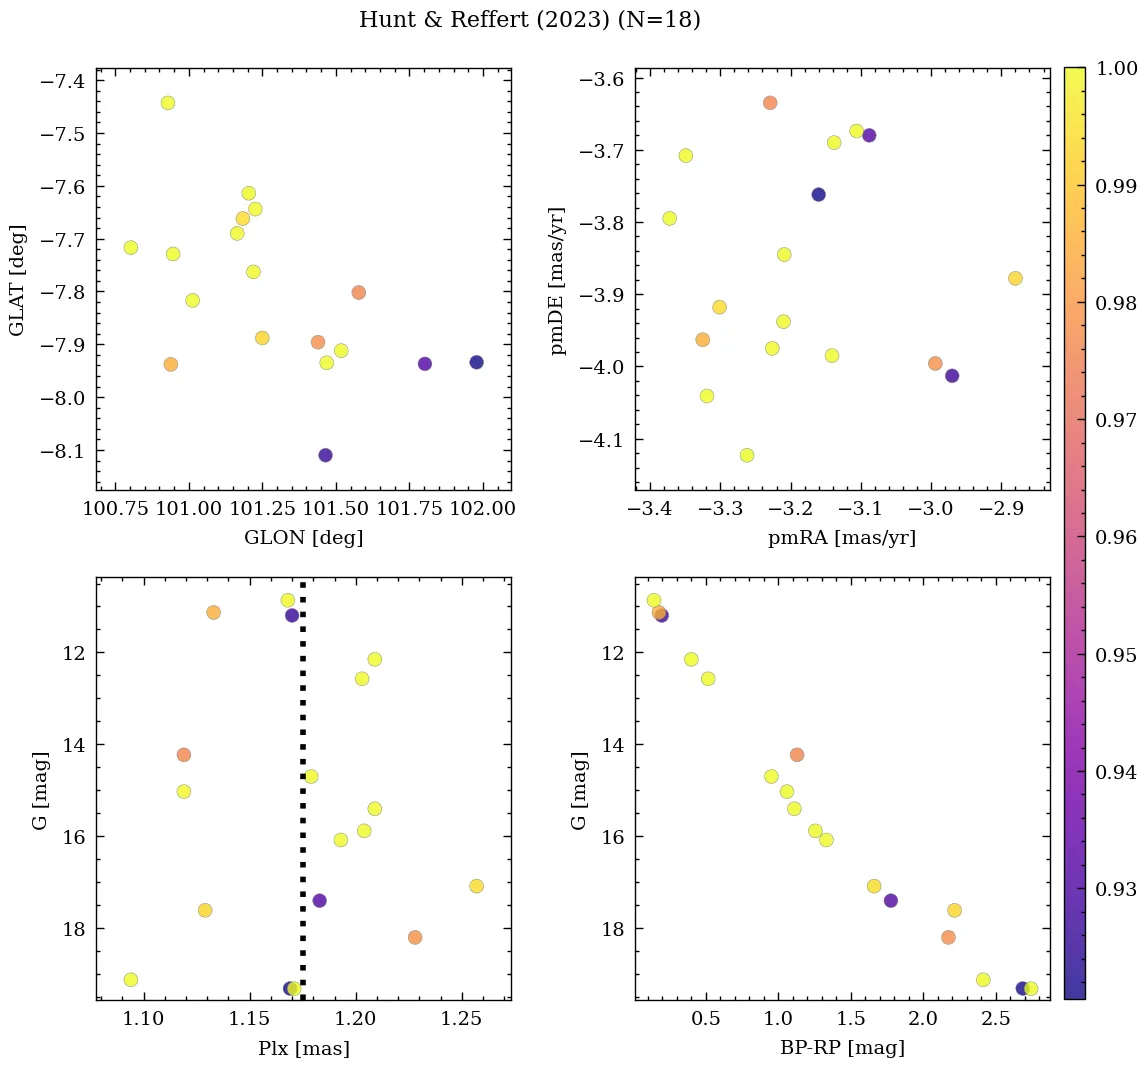 Hunt & Reffert (2023) (N=18)
−7.4
−7.5
−7.6
−7.7
−7.8
−7.9
−8.0
−8.1
GLAT [deg]
100.75 101.00 101.25 101.50 101.75 102.00
GLON [deg]
−3.6
−3.7
−3.8
−3.9
−4.0
−4.1
pmDE [mas/yr]
−3.4 −3.3 −3.2 −3.1 −3.0 −2.9
pmRA [mas/yr]
12
14
16
18
G [mag]
1.10 1.15 1.20 1.25
Plx [mas]
12
14
16
18
G [mag]
0.5 1.0 1.5 2.0 2.5
BP-RP [mag]
1.00
0.99
0.98
0.97
0.96
0.95
0.94
0.93